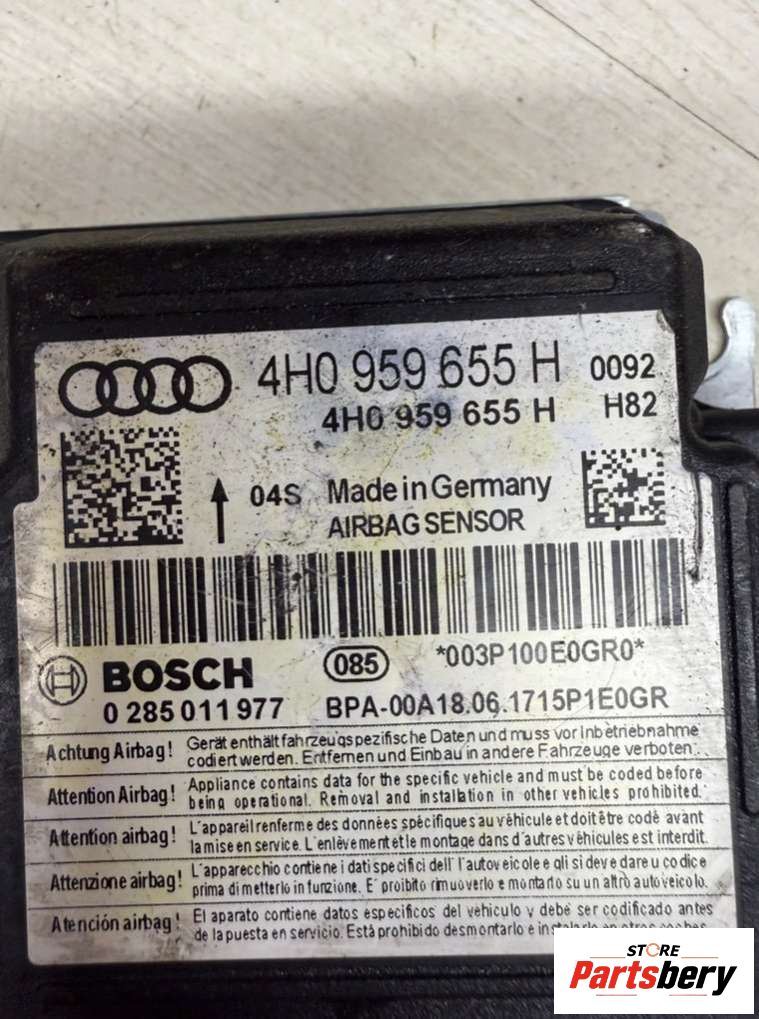 4H0 959 655 H 0092
4H0 959 655 H H82
04S Made in Germany
AIRBAG SENSOR
BOSCH 085 *003P100E0GR0*
0 285 011 977 BPA-00A18.06.1715P1E0GR
Achtung Airbag! Gerät enthält fahrzeugspezifische Daten und muss vor Inbetriebnahme
codiert werden. Entfernen und Einbau in andere Fahrzeuge verboten.
Attention Airbag! Appliance contains data for the specific vehicle and must be coded before
being operational. Removal and installation in other vehicles prohibited.
Attention airbag! L'appareil renferme des données spécifiques au véhicule et doit être codé avant
la mise en service. L'enlèvement et le montage dans d'autres véhicules est interdit.
Attenzione airbag! L'apparecchio contiene i dati specifici dell'autoveicolo e gli si deve dare u codice
prima di metterlo in funzione. E' proibito rimuoverlo e montarlo su un altro autoveicolo.
Atención airbag! El aparato contiene datos específicos del vehículo y debe ser codificado antes
de la puesta en servicio. Está prohibido desmontarlo e instalarlo en otros coches.
STORE
Partsbery